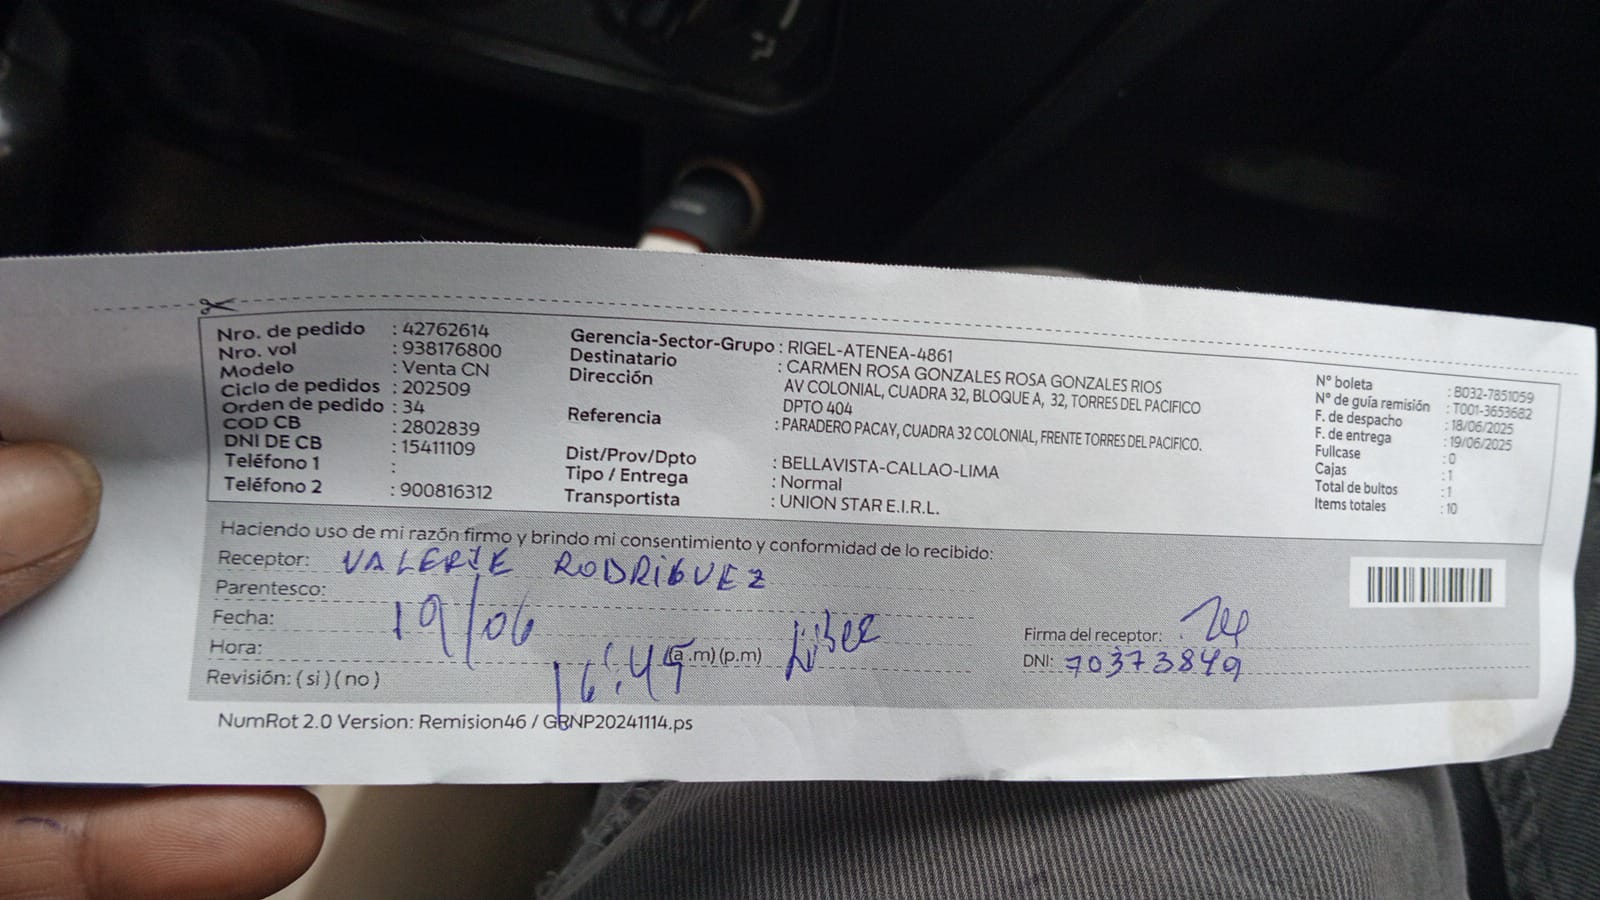 Nro. de pedido : 42762614
Nro. vol : 938176800
Modelo : Venta CN
Ciclo de pedidos : 202509
Orden de pedido : 34
COD CB : 2802839
DNI DE CB : 15411109
Teléfono 1 :
Teléfono 2 : 900816312
Gerencia-Sector-Grupo : RIGEL-ATENEA-4861
Destinatario : CARMEN ROSA GONZALES ROSA GONZALES RIOS
Dirección AV COLONIAL, CUADRA 32, BLOQUE A, 32, TORRES DEL PACIFICO
DPTO 404
Referencia : PARADERO PACAY, CUADRA 32 COLONIAL, FRENTE TORRES DEL PACIFICO.
Dist/Prov/Dpto : BELLAVISTA-CALLAO-LIMA
Tipo / Entrega : Normal
Transportista : UNION STAR E.I.R.L.
N° boleta : B032-7851059
N° de guía remisión : T001-3653682
F. de despacho : 18/06/2025
F. de entrega : 19/06/2025
Fullcase : 0
Cajas : 1
Total de bultos : 1
Items totales : 10
Haciendo uso de mi razón firmo y brindo mi consentimiento y conformidad de lo recibido:
Receptor: VALERIE RODRIGUEZ
Parentesco:
Fecha: 19/06
Hora: 16:45 (a.m) (p.m)
Revisión: ( si ) ( no )
Firma del receptor:
DNI: 70373849
NumRot 2.0 Version: Remision46 / GRNP20241114.ps